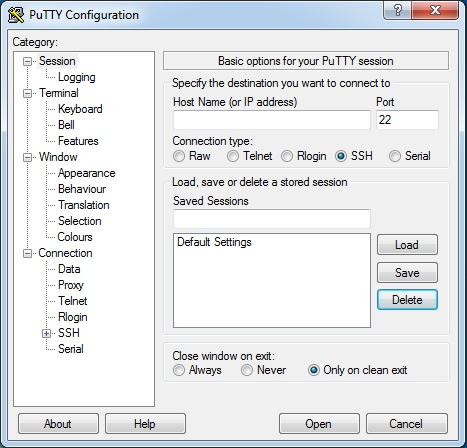 PuTTY Configuration
?
Category:
Session
Logging
Terminal
Keyboard
Bell
Features
Window
Appearance
Behaviour
Translation
Selection
Colours
Connection
Data
Proxy
Telnet
Rlogin
SSH
Serial
Basic options for your PuTTY session
Specify the destination you want to connect to
Host Name (or IP address) Port
22
Connection type:
Raw Telnet Rlogin SSH Serial
Load, save or delete a stored session
Saved Sessions
Default Settings
Load
Save
Delete
Close window on exit:
Always Never Only on clean exit
About Help Open Cancel